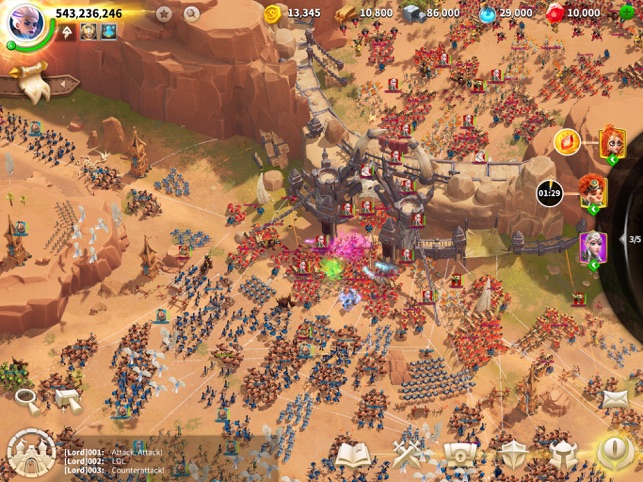 543,236,246
13,345
10,800
86,000
29,000
10,000
01:29
3/5
[Lord]001: Attack, Attack!
[Lord]002: LOL
[Lord]003: Counterattack!